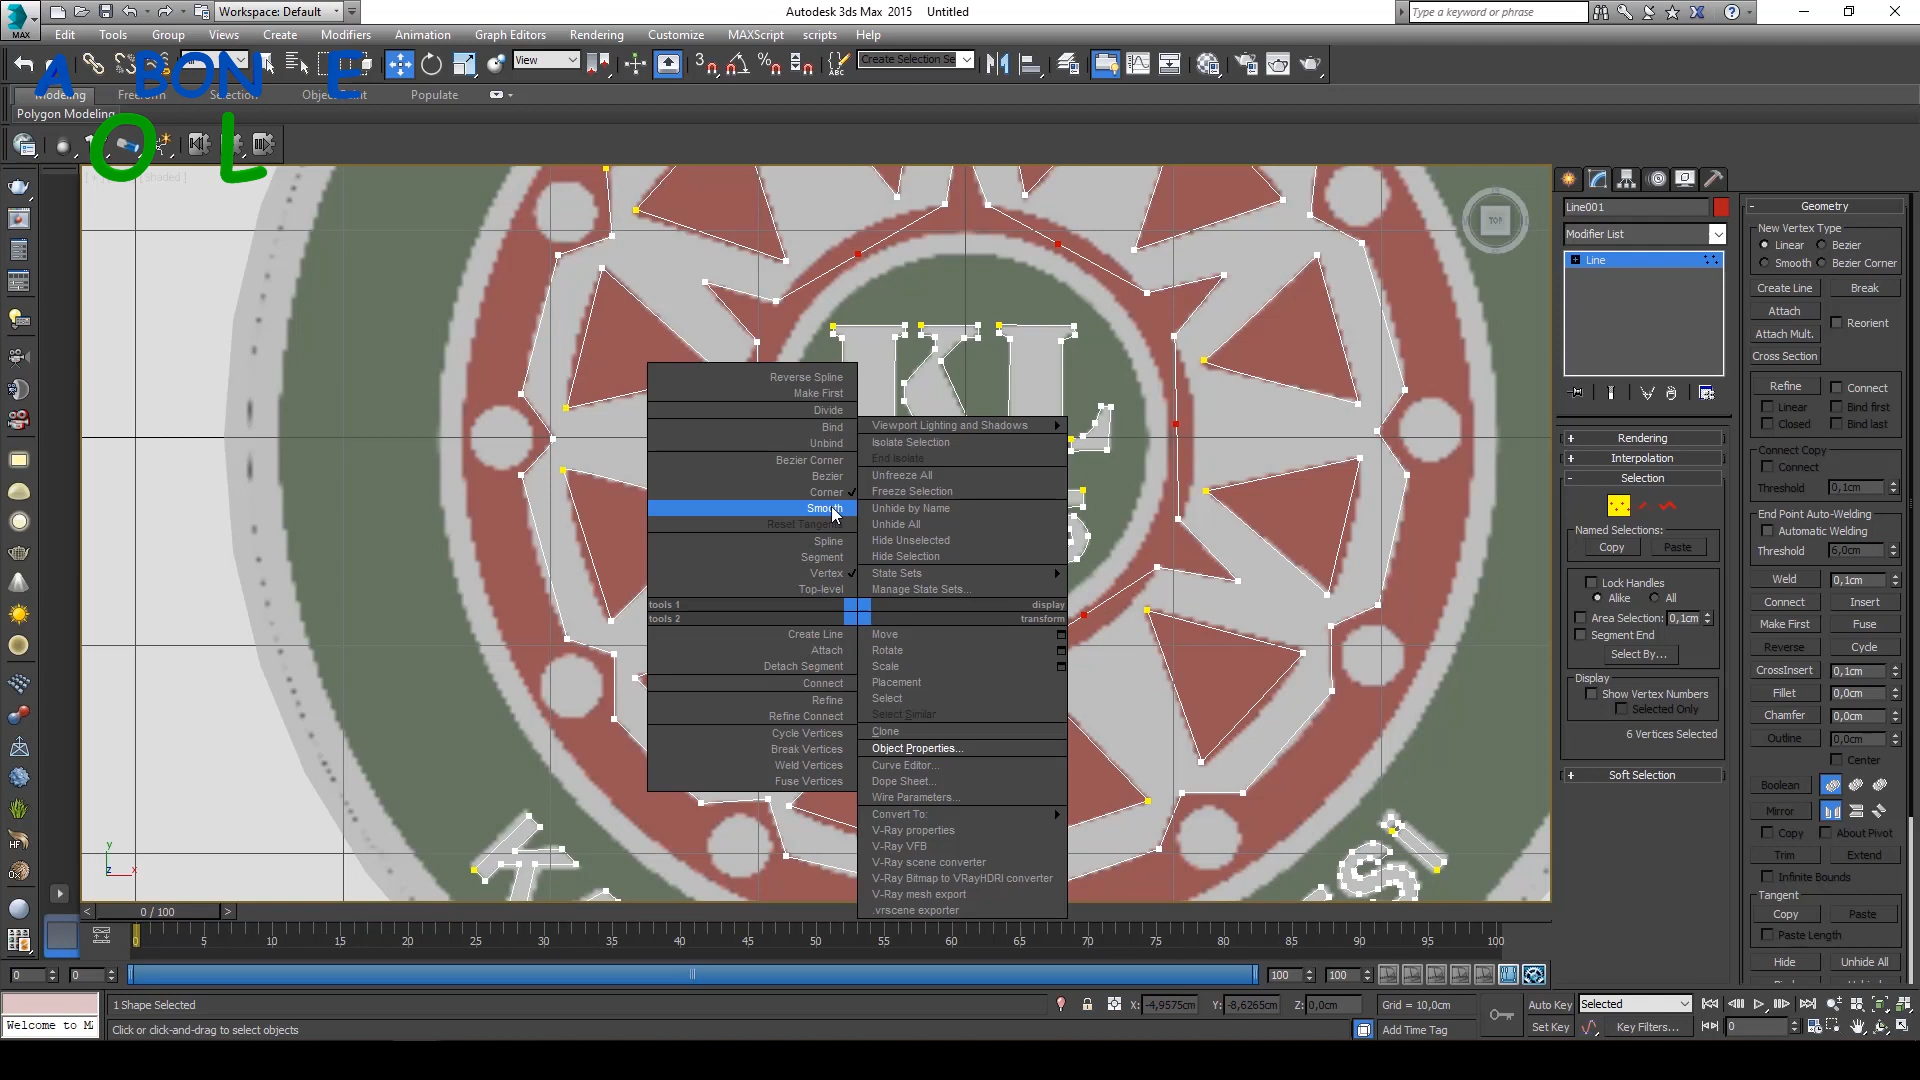 MAX
Workspace: Default
Autodesk 3ds Max 2015 Untitled
Type a keyword or phrase
Edit Tools Group Views Create Modifiers Animation Graph Editors Rendering Customize MAXScript scripts Help
View
Create Selection Se
A BON E
O L
Modeling Freeform Selection Object Paint Populate
Polygon Modeling
TOP
Reverse Spline
Make First
Divide
Bind
Unbind
Bezier Corner
Bezier
Corner
Smooth
Reset Tangents
Spline
Segment
Vertex
Top-level
tools 1
tools 2
Create Line
Attach
Detach Segment
Connect
Refine
Refine Connect
Cycle Vertices
Break Vertices
Weld Vertices
Fuse Vertices
Viewport Lighting and Shadows
Isolate Selection
End Isolate
Unfreeze All
Freeze Selection
Unhide by Name
Unhide All
Hide Unselected
Hide Selection
State Sets
Manage State Sets...
display
transform
Move
Rotate
Scale
Placement
Select
Select Similar
Clone
Object Properties...
Curve Editor...
Dope Sheet...
Wire Parameters...
Convert To:
V-Ray properties
V-Ray VFB
V-Ray scene converter
V-Ray Bitmap to VRayHDRI converter
V-Ray mesh export
.vrscene exporter
y
z x
Line001
Modifier List
Line
Rendering
Interpolation
Selection
Named Selections:
Copy Paste
Lock Handles
Alike All
Area Selection: 0,1cm
Segment End
Select By...
Display
Show Vertex Numbers
Selected Only
6 Vertices Selected
Soft Selection
Geometry
New Vertex Type
Linear Bezier
Smooth Bezier Corner
Create Line Break
Attach
Reorient
Attach Mult.
Cross Section
Refine Connect
Linear Bind first
Closed Bind last
Connect Copy
Connect
Threshold 0,1cm
End Point Auto-Welding
Automatic Welding
Threshold 6,0cm
Weld 0,1cm
Connect Insert
Make First Fuse
Reverse Cycle
CrossInsert 0,1cm
Fillet 0,0cm
Chamfer 0,0cm
Outline 0,0cm
Center
Boolean
Mirror
Copy About Pivot
Trim Extend
Infinite Bounds
Tangent
Copy Paste
Paste Length
Hide Unhide All
< 0 / 100 >
0 5 10 15 20 25 30 35 40 45 50 55 60 65 70 75 80 85 90 95 100
0 0 100 100
1 Shape Selected
X: -4,9575cm Y: -8,6265cm Z: 0,0cm Grid = 10,0cm
Auto Key Selected
Welcome to
Click or click-and-drag to select objects
Add Time Tag
Set Key Key Filters... 0